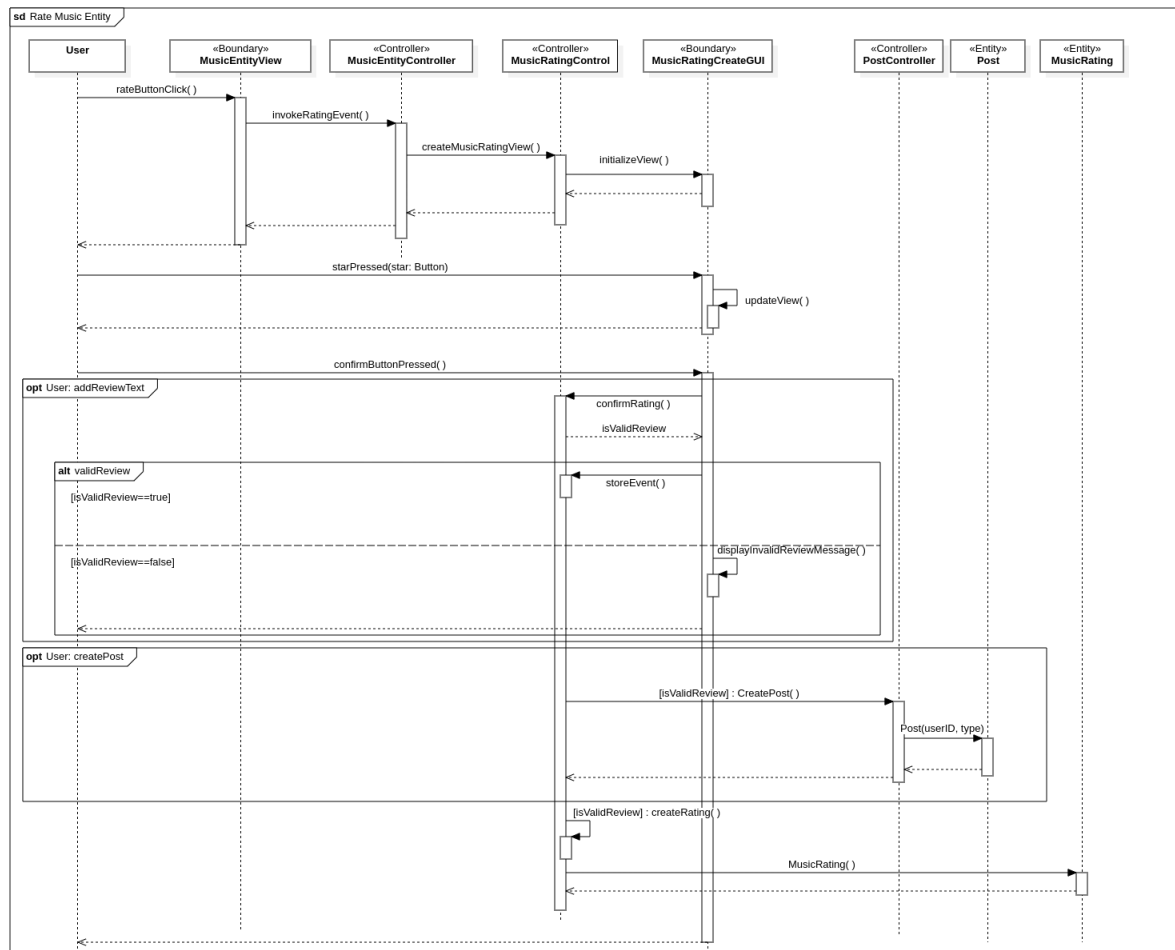 sd Rate Music Entity
User
«Boundary»
MusicEntityView
«Controller»
MusicEntityController
«Controller»
MusicRatingControl
«Boundary»
MusicRatingCreateGUI
«Controller»
PostController
«Entity»
Post
«Entity»
MusicRating
rateButtonClick( )
invokeRatingEvent( )
createMusicRatingView( )
initializeView( )
starPressed(star: Button)
updateView( )
confirmButtonPressed( )
opt User: addReviewText
confirmRating( )
isValidReview
alt validReview
storeEvent( )
[isValidReview==true]
displayInvalidReviewMessage( )
[isValidReview==false]
opt User: createPost
[isValidReview] : CreatePost( )
Post(userID, type)
[isValidReview] : createRating( )
MusicRating( )